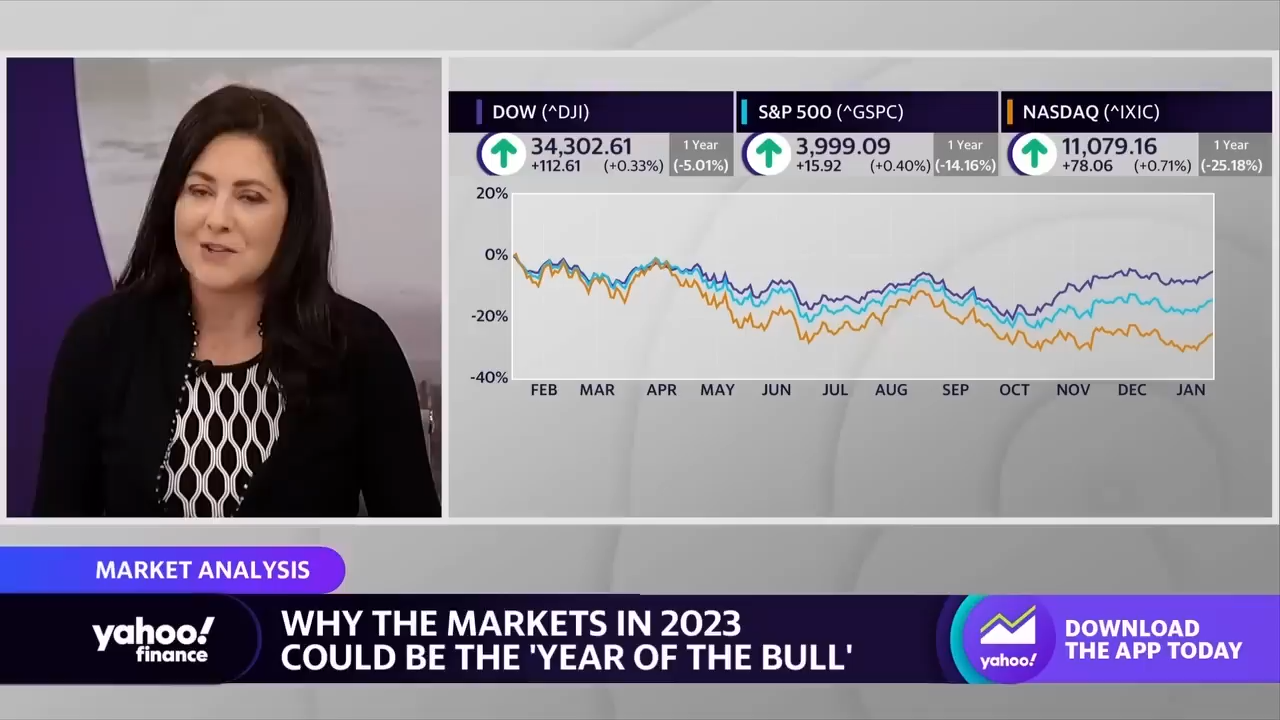 DOW (^DJI)
34,302.61
+112.61 (+0.33%)
1 Year
(-5.01%)
S&P 500 (^GSPC)
3,999.09
+15.92 (+0.40%)
1 Year
(-14.16%)
NASDAQ (^IXIC)
11,079.16
+78.06 (+0.71%)
1 Year
(-25.18%)
20%
0%
-20%
-40%
FEB MAR APR MAY JUN JUL AUG SEP OCT NOV DEC JAN
MARKET ANALYSIS
yahoo!
finance
WHY THE MARKETS IN 2023
COULD BE THE 'YEAR OF THE BULL'
yahoo!
DOWNLOAD
THE APP TODAY